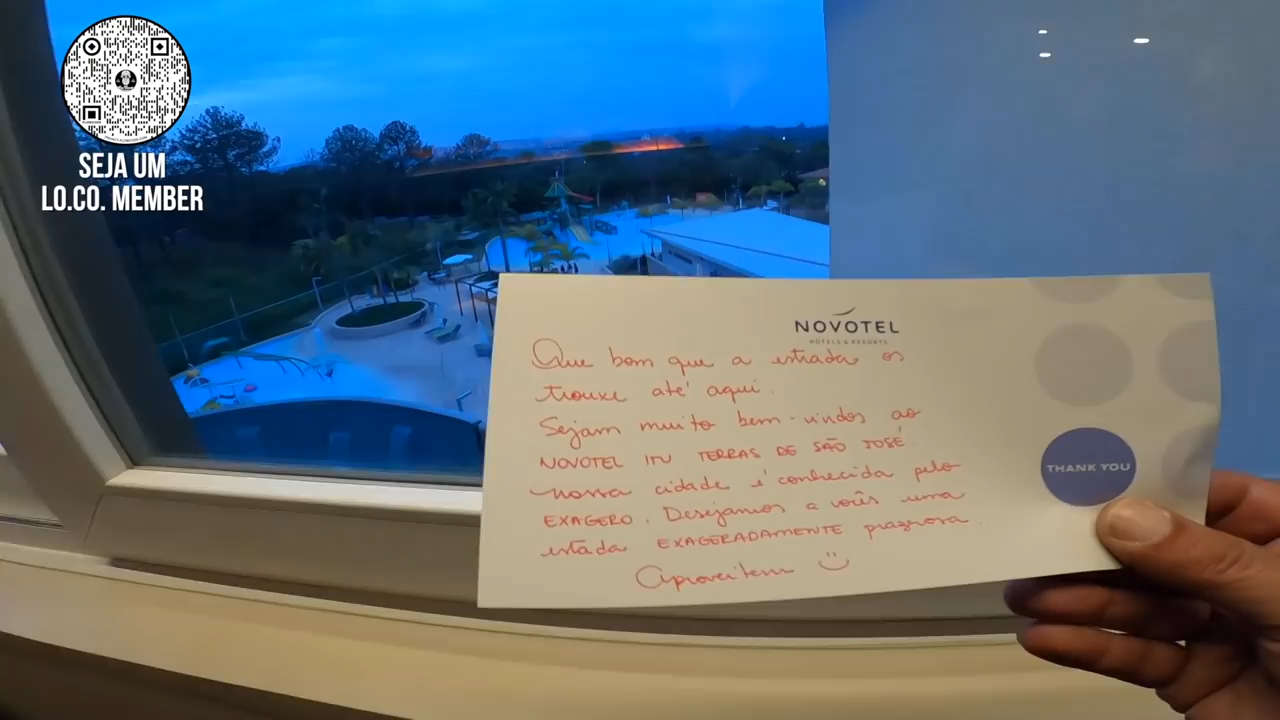 SEJA UM
LO.CO. MEMBER
NOVOTEL
HOTELS & RESORTS
Que bom que a estrada os
trouxe até aqui.
Sejam muito bem-vindos ao
NOVOTEL ITU TERRAS DE SÃO JOSÉ.
nossa cidade é conhecida pelo
EXAGERO. Desejamos a vocês uma
estada EXAGERADAMENTE prazerosa.
Aproveitem
THANK YOU